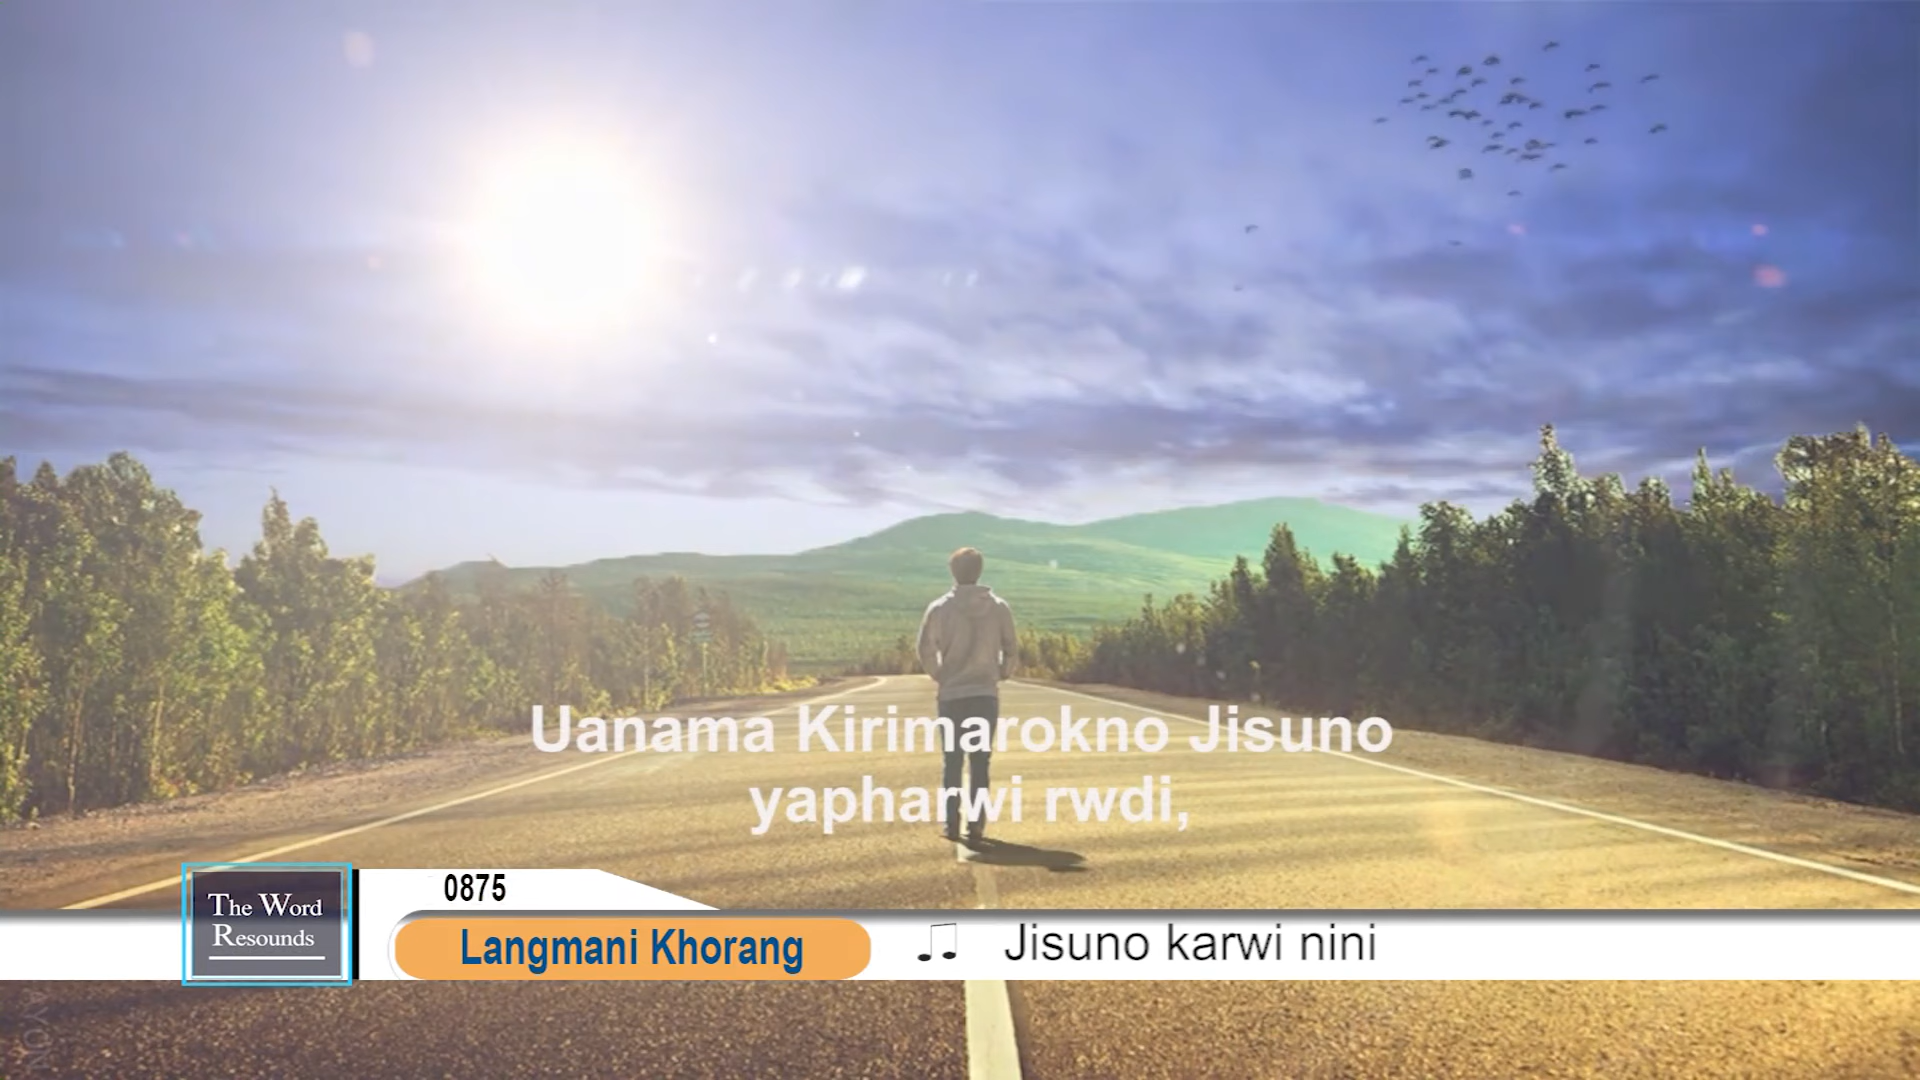 Uanama Kirimarokno Jisuno
yapharwi rwdi,
The Word
Resounds
0875
Langmani Khorang
Jisuno karwi nini